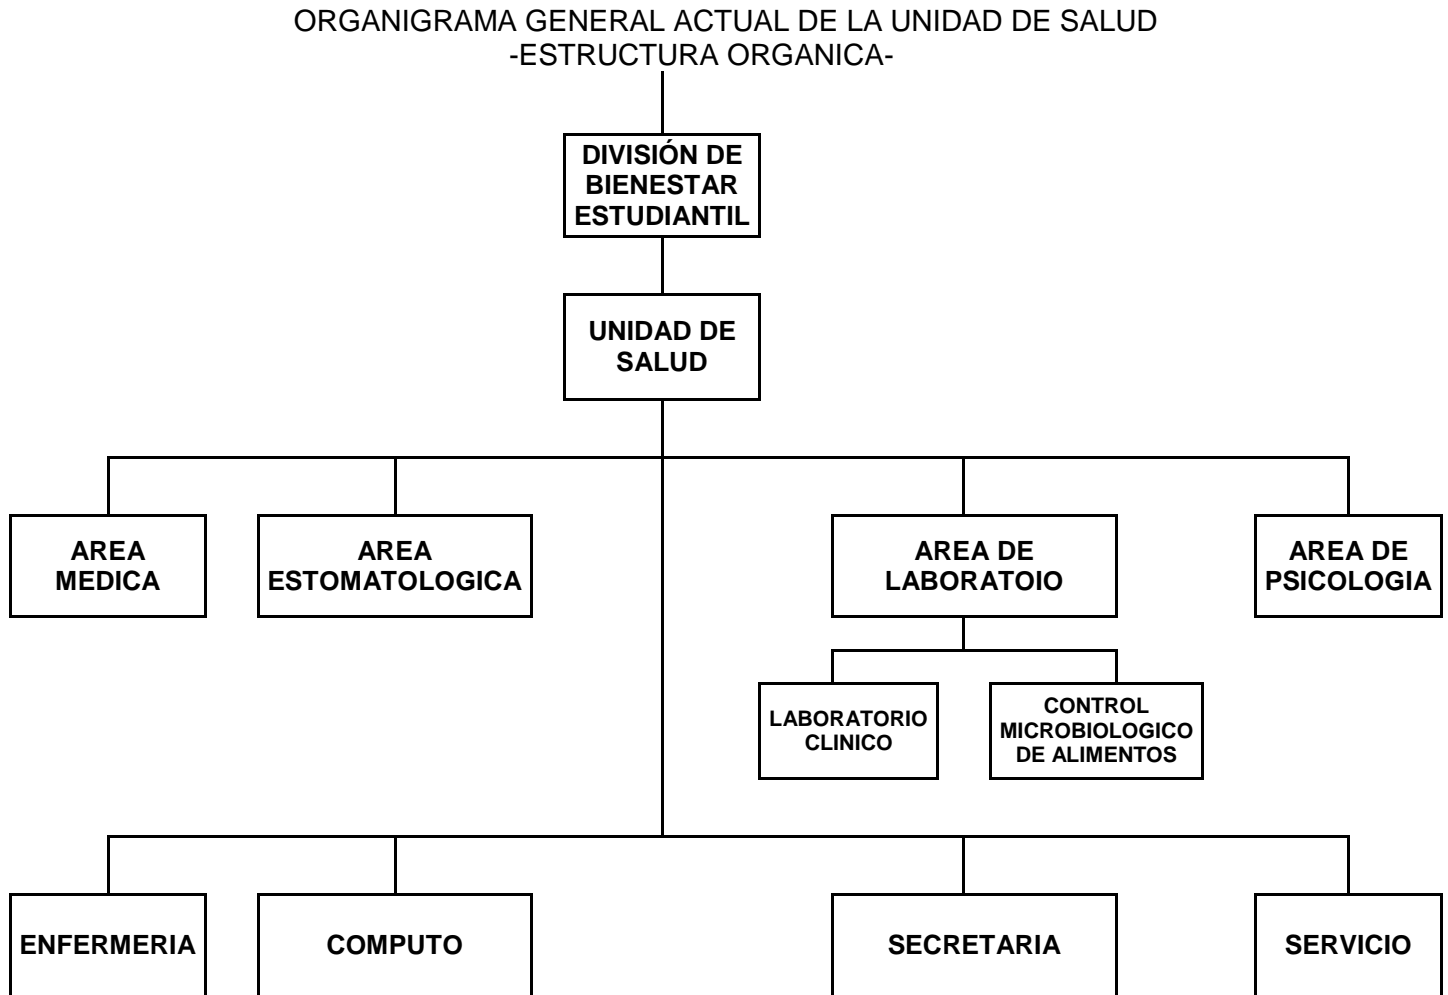 ORGANIGRAMA GENERAL ACTUAL DE LA UNIDAD DE SALUD
-ESTRUCTURA ORGANICA-
DIVISIÓN DE
BIENESTAR
ESTUDIANTIL
UNIDAD DE
SALUD
AREA
MEDICA
AREA
ESTOMATOLOGICA
AREA DE
LABORATOIO
AREA DE
PSICOLOGIA
LABORATORIO
CLINICO
CONTROL
MICROBIOLOGICO
DE ALIMENTOS
ENFERMERIA
COMPUTO
SECRETARIA
SERVICIO